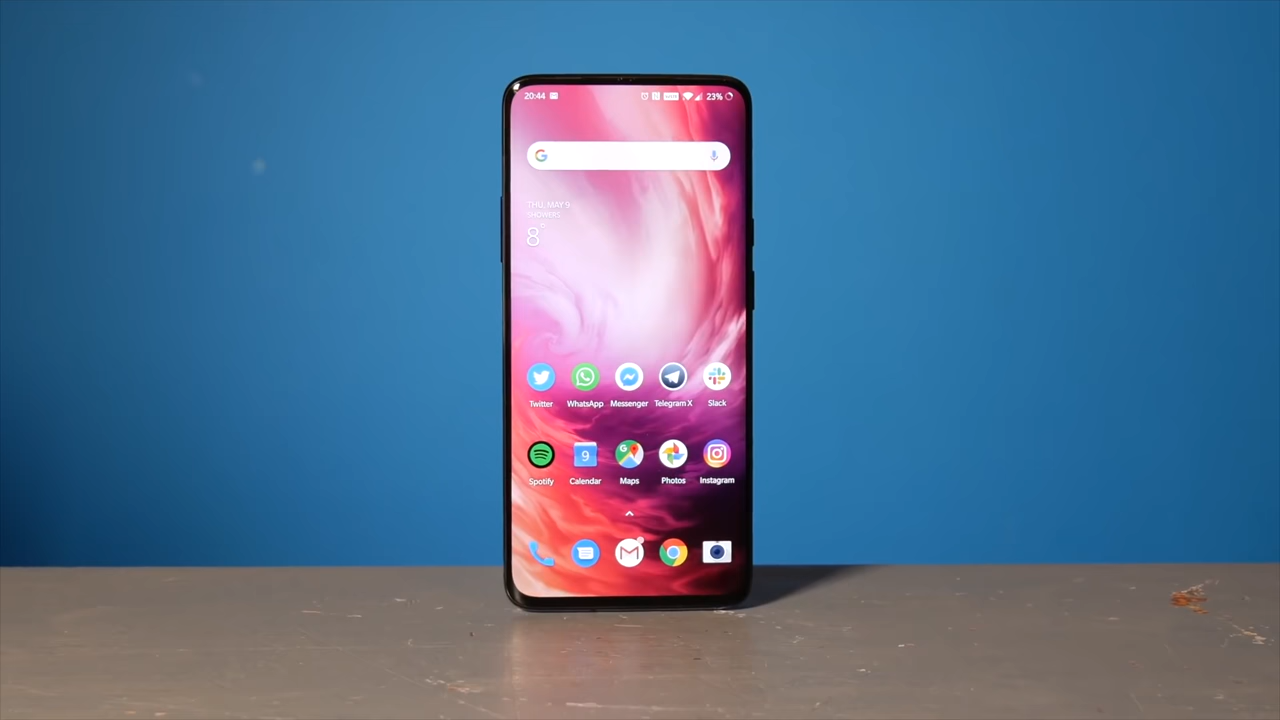 20:44 23%
THU, MAY 9
SHOWERS
8°
Twitter WhatsApp Messenger Telegram X Slack
9
Spotify Calendar Maps Photos Instagram